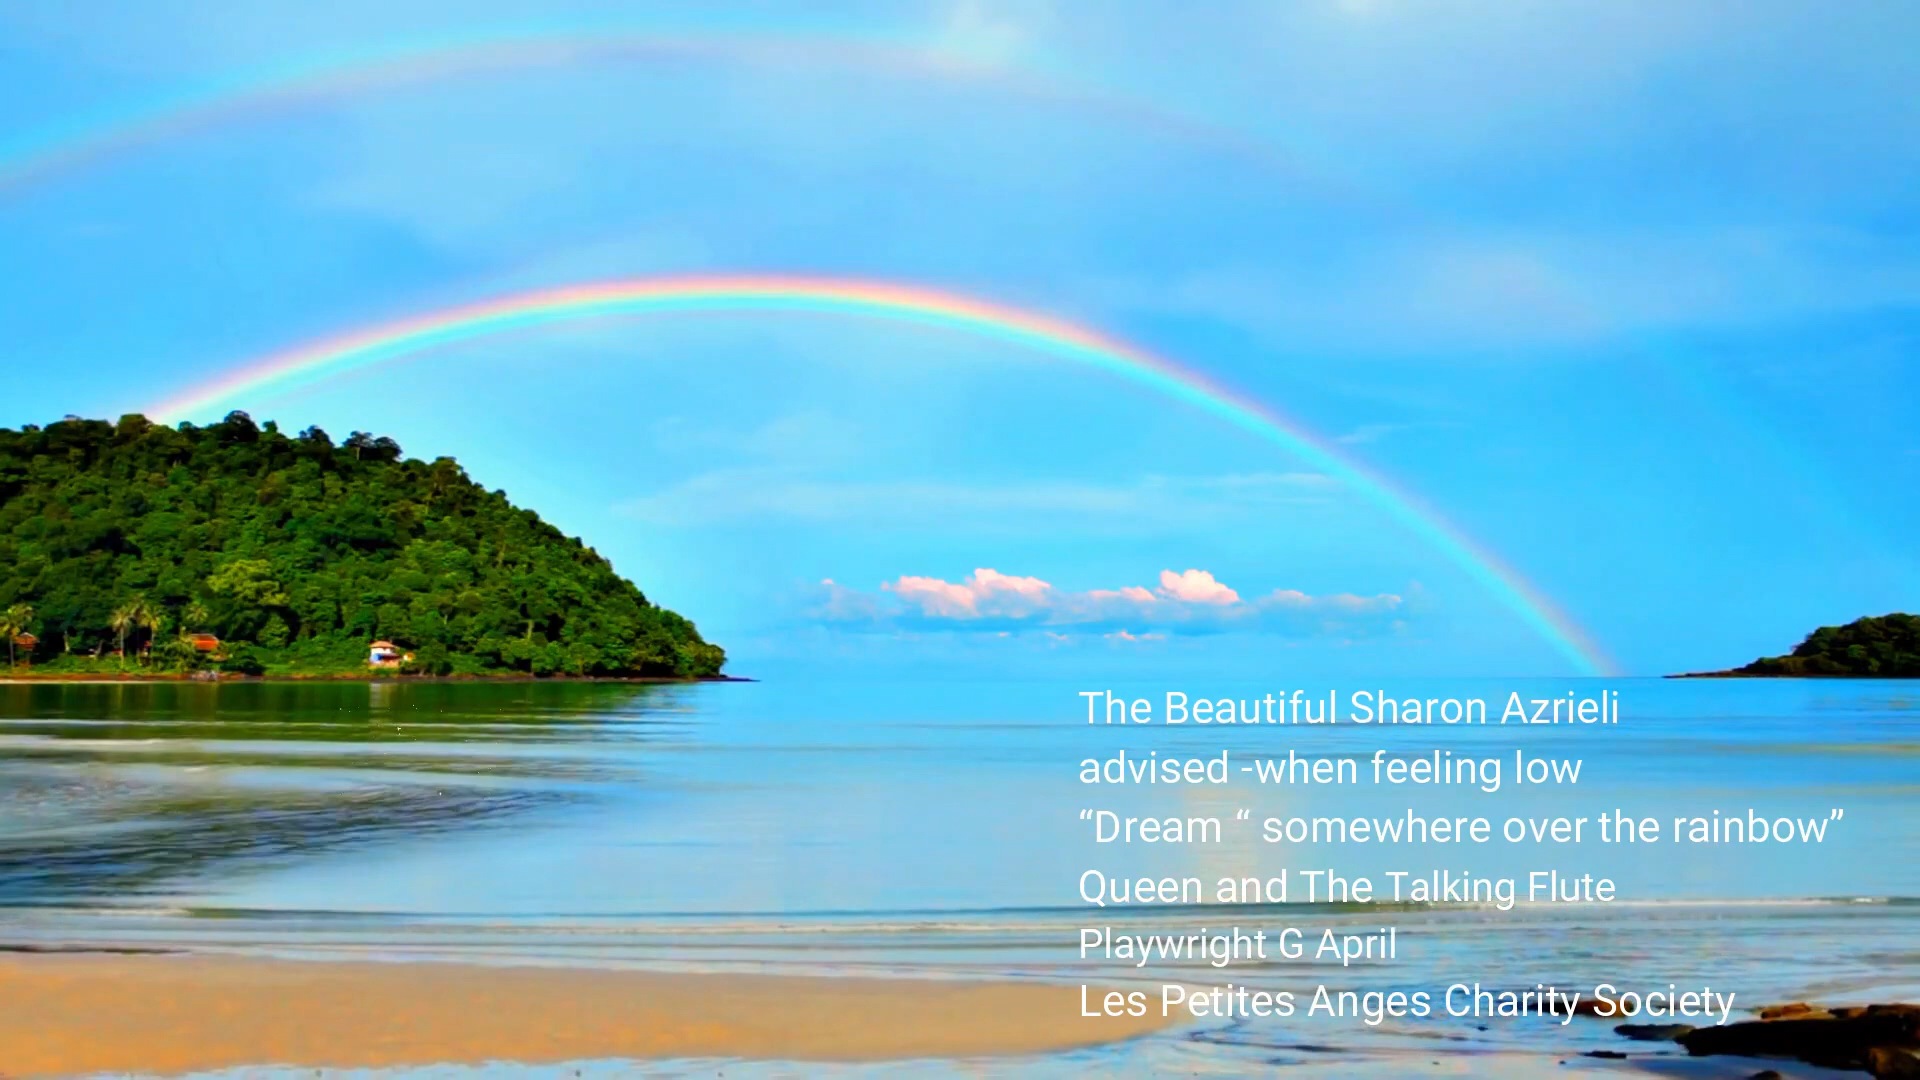 The Beautiful Sharon Azrieli
advised -when feeling low
“Dream “ somewhere over the rainbow”
Queen and The Talking Flute
Playwright G April
Les Petites Anges Charity Society